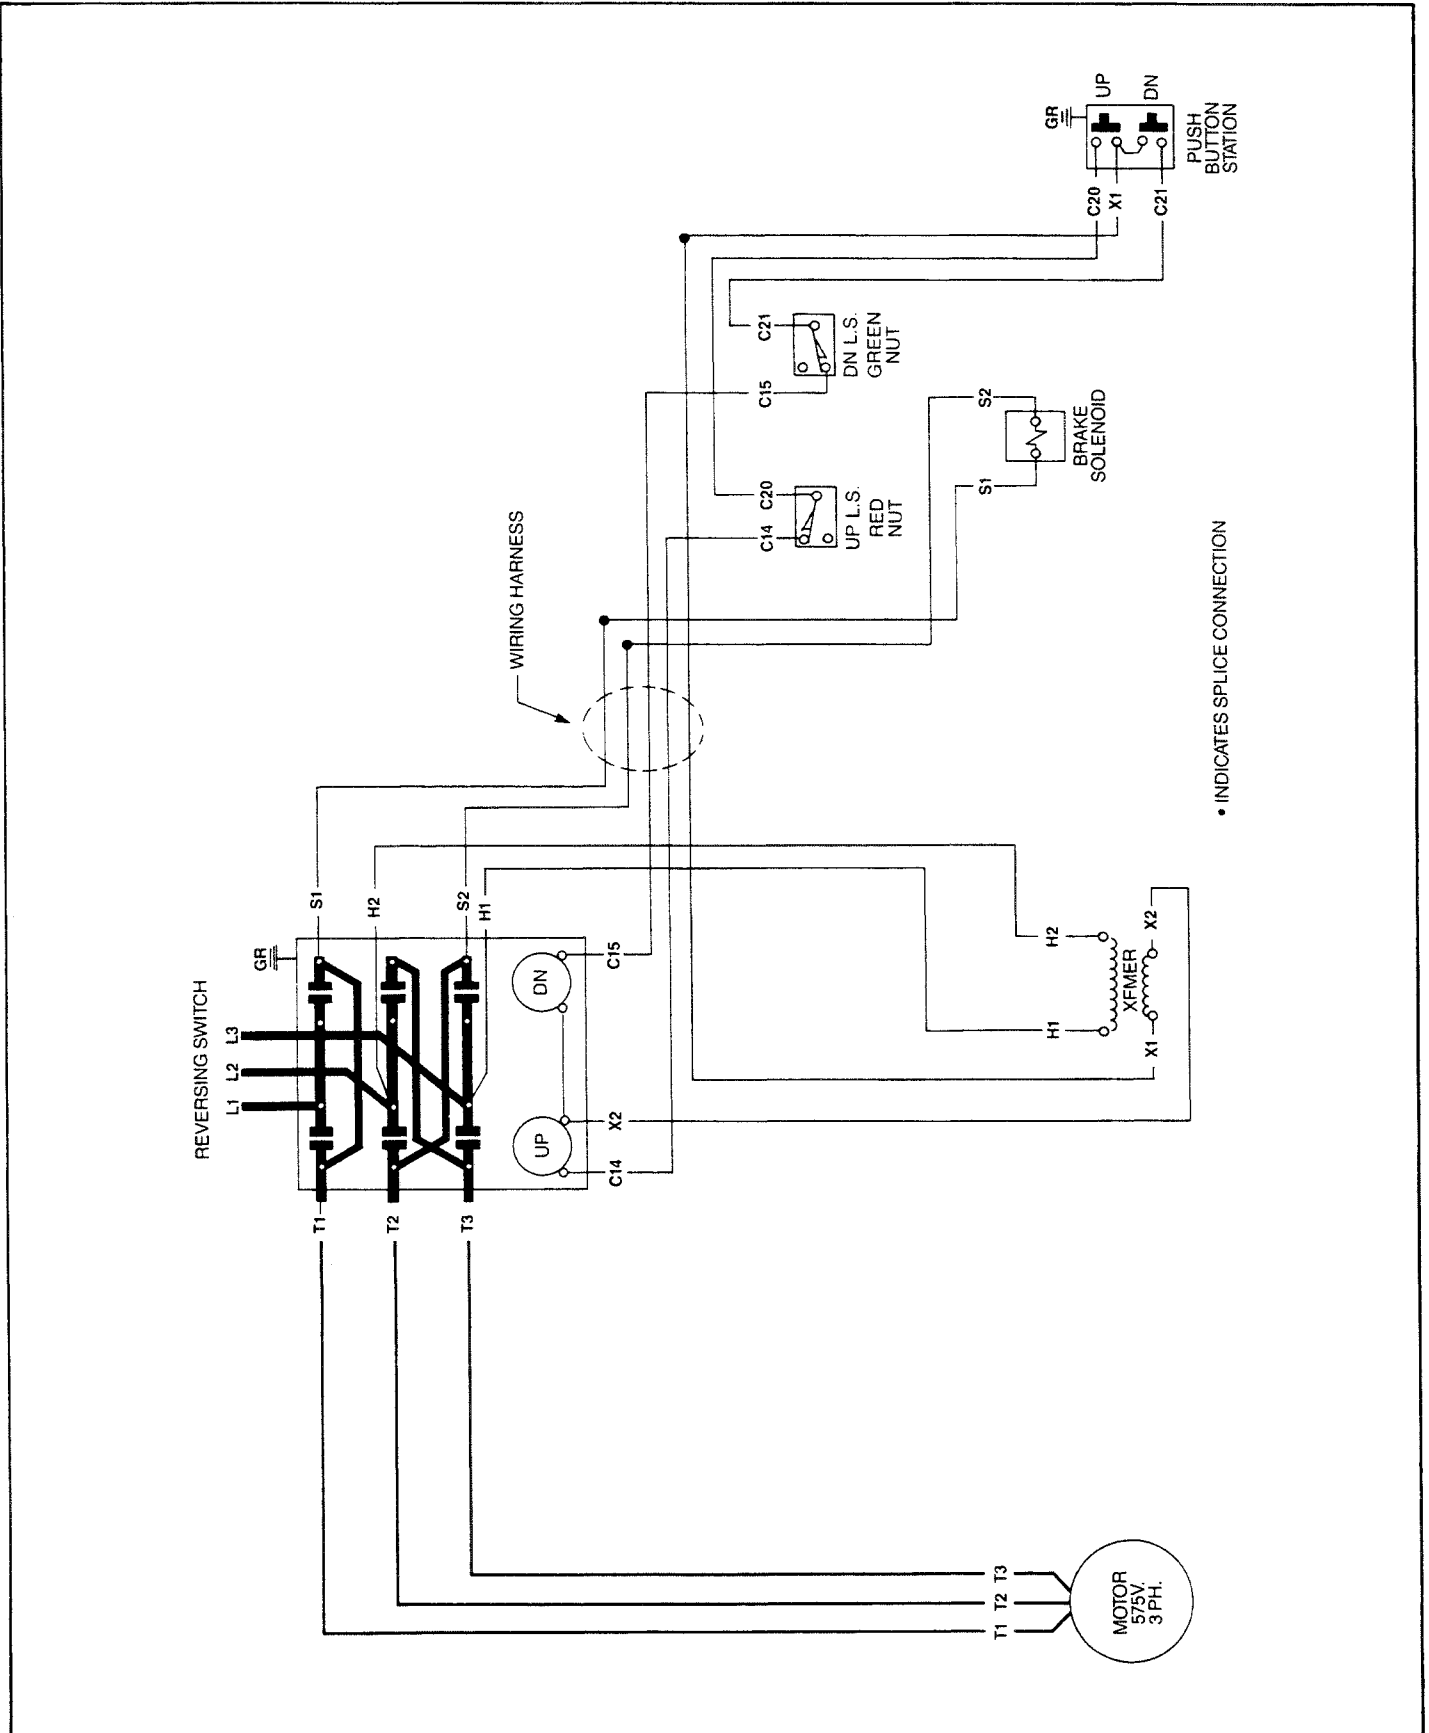 REVERSING SWITCH
L1
L2
L3
GR
T1
T2
T3
S1
H2
S2
H1
UP
DN
C14
X2
C15
WIRING HARNESS
C14
C20
UP L.S.
RED
NUT
C15
C21
DN L.S.
GREEN
NUT
S1
S2
BRAKE
SOLENOID
GR
C20
X1
C21
UP
DN
PUSH
BUTTON
STATION
H1
H2
XFMER
X1
X2
T1
T2
T3
MOTOR
575V.
3 PH.
• INDICATES SPLICE CONNECTION